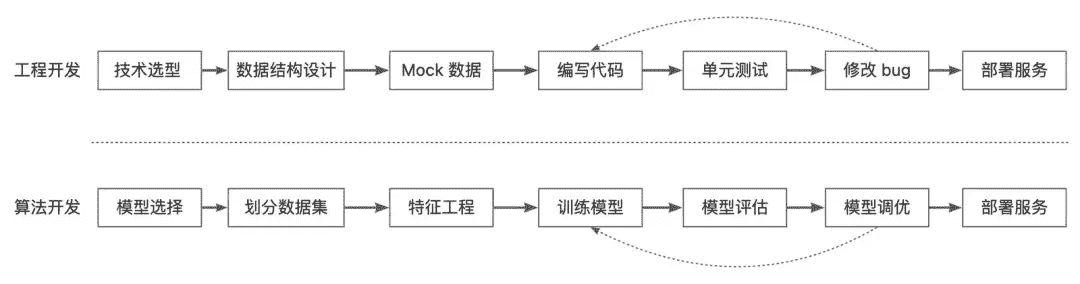 工程开发
技术选型
数据结构设计
Mock 数据
编写代码
单元测试
修改 bug
部署服务
算法开发
模型选择
划分数据集
特征工程
训练模型
模型评估
模型调优
部署服务